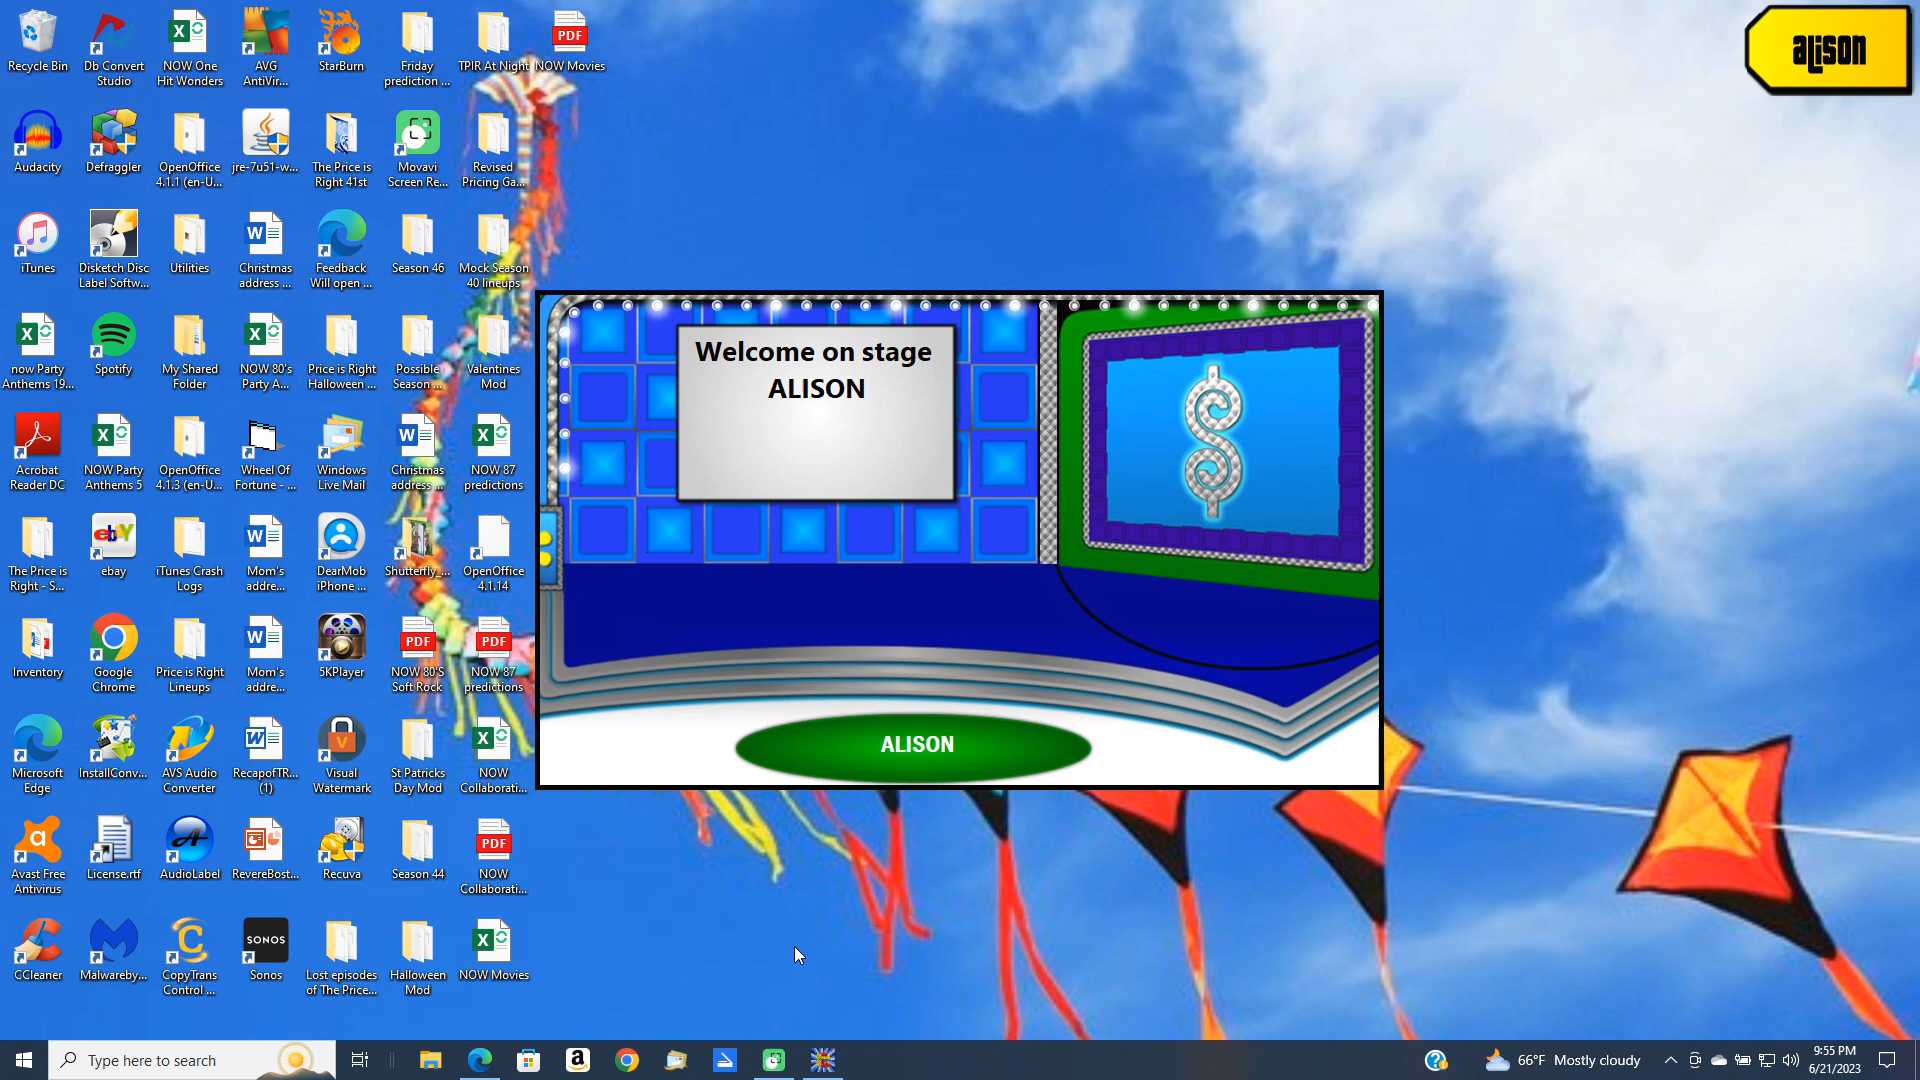 Recycle Bin
Db Convert
Studio
NOW One
Hit Wonders
AVG
AntiVir...
StarBurn
Friday
prediction ...
TPIR At Night
NOW Movies
PDF
alison
Audacity
Defraggler
OpenOffice
4.1.1 (en-U...
jre-7u51-w...
The Price is
Right 41st
Movavi
Screen Re...
Revised
Pricing Ga...
iTunes
Disketch Disc
Label Softw...
Utilities
Christmas
address ...
Feedback
Will open ...
Season 46
Mock Season
40 lineups
now Party
Anthems 19...
Spotify
My Shared
Folder
NOW 80's
Party A...
Price is Right
Halloween ...
Possible
Season ...
Valentines
Mod
Welcome on stage
ALISON
Acrobat
Reader DC
NOW Party
Anthems 5
OpenOffice
4.1.3 (en-U...
Wheel Of
Fortune - ...
Windows
Live Mail
Christmas
address ...
NOW 87
predictions
The Price is
Right - S...
ebay
ebay
iTunes Crash
Logs
Mom's
addre...
DearMob
iPhone ...
Shutterfly_...
OpenOffice
4.1.14
Inventory
Google
Chrome
Price is Right
Lineups
Mom's
addre...
5KPlayer
PDF
NOW 80'S
Soft Rock
PDF
NOW 87
predictions
ALISON
Microsoft
Edge
InstallConv...
AVS Audio
Converter
RecapofTR...
(1)
Visual
Watermark
St Patricks
Day Mod
NOW
Collaborati...
Avast Free
Antivirus
License.rtf
AudioLabel
RevereBost...
Recuva
Season 44
PDF
NOW
Collaborati...
CCleaner
Malwareby...
CopyTrans
Control ...
SONOS
Sonos
Lost episodes
of The Price...
Halloween
Mod
NOW Movies
Type here to search
66°F Mostly cloudy
9:55 PM
6/21/2023